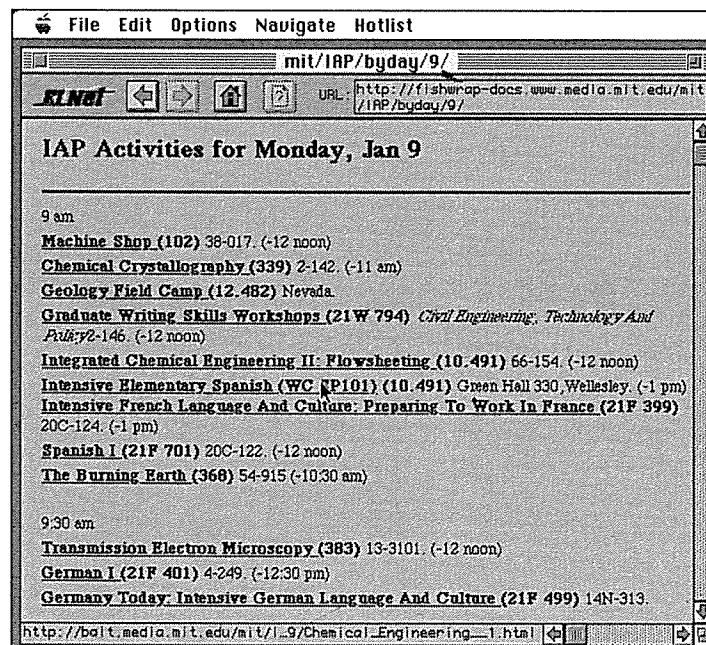 File Edit Options Navigate Hotlist
mit/IAP/byday/9/
EINet
URL: http://fishwrap-docs.www.media.mit.edu/mit
/IAP/byday/9/
IAP Activities for Monday, Jan 9
9 am
Machine Shop (102) 38-017. (-12 noon)
Chemical Crystallography (339) 2-142. (-11 am)
Geology Field Camp (12.482) Nevada.
Graduate Writing Skills Workshops (21W 794) Civil Engineering, Technology And
Policy2-146. (-12 noon)
Integrated Chemical Engineering II: Flowsheeting (10.491) 66-154. (-12 noon)
Intensive Elementary Spanish (WC SP101) (10.491) Green Hall 330,Wellesley. (-1 pm)
Intensive French Language And Culture: Preparing To Work In France (21F 399)
20C-124. (-1 pm)
Spanish I (21F 701) 20C-122. (-12 noon)
The Burning Earth (368) 54-915 (-10:30 am)
9:30 am
Transmission Electron Microscopy (383) 13-3101. (-12 noon)
German I (21F 401) 4-249. (-12:30 pm)
Germany Today: Intensive German Language And Culture (21F 499) 14N-313.
http://bait.media.mit.edu/mit/1_9/Chemical_Engineering__1.html